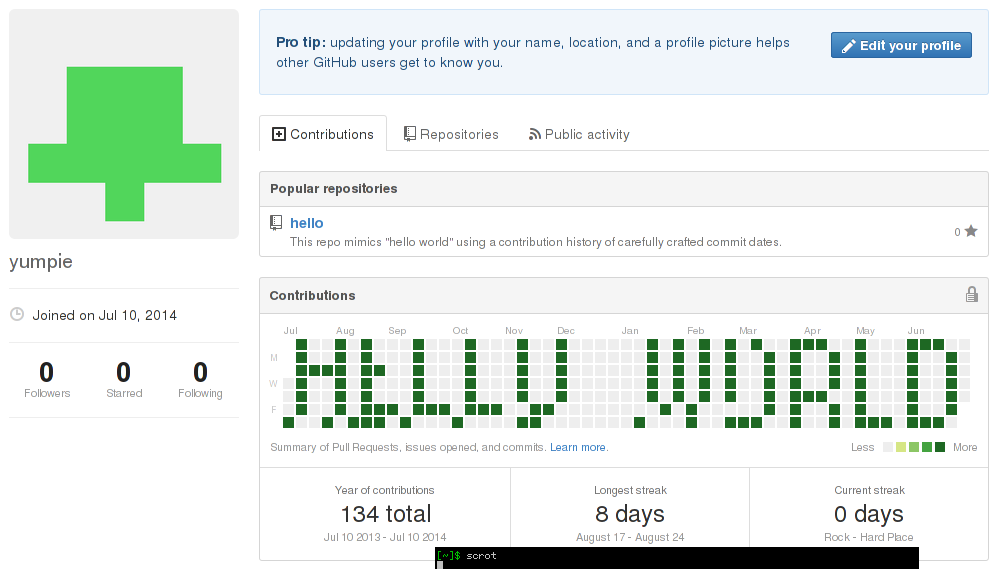 Pro tip: updating your profile with your name, location, and a profile picture helps
other GitHub users get to know you.
Edit your profile
Contributions
Repositories
Public activity
Popular repositories
hello
This repo mimics "hello world" using a contribution history of carefully crafted commit dates.
0
yumpie
Joined on Jul 10, 2014
0 0 0
Followers Starred Following
Contributions
Jul Aug Sep Oct Nov Dec Jan Feb Mar Apr May Jun
M
W
F
Summary of Pull Requests, issues opened, and commits. Learn more.
Less More
Year of contributions
134 total
Jul 10 2013 - Jul 10 2014
Longest streak
8 days
August 17 - August 24
Current streak
0 days
Rock - Hard Place
[~]$ scrot